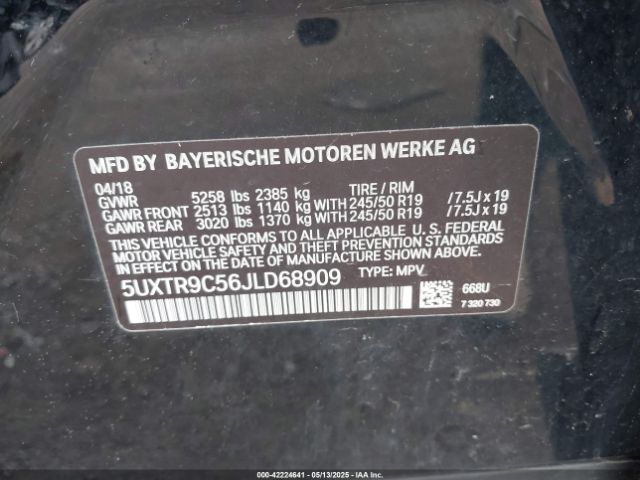 MFD BY BAYERISCHE MOTOREN WERKE AG
04/18
GVWR 5258 lbs 2385 kg TIRE / RIM
GAWR FRONT 2513 lbs 1140 kg WITH 245/50 R19 /7.5J x 19
GAWR REAR 3020 lbs 1370 kg WITH 245/50 R19 /7.5J x 19
THIS VEHICLE CONFORMS TO ALL APPLICABLE U. S. FEDERAL
MOTOR VEHICLE SAFETY AND THEFT PREVENTION STANDARDS
IN EFFECT ON THE DATE OF MANUFACTURE SHOWN ABOVE.
5UXTR9C56JLD68909 TYPE: MPV
668U
7 320 730
000-42224641 - 05/13/2025 - IAAI.CA